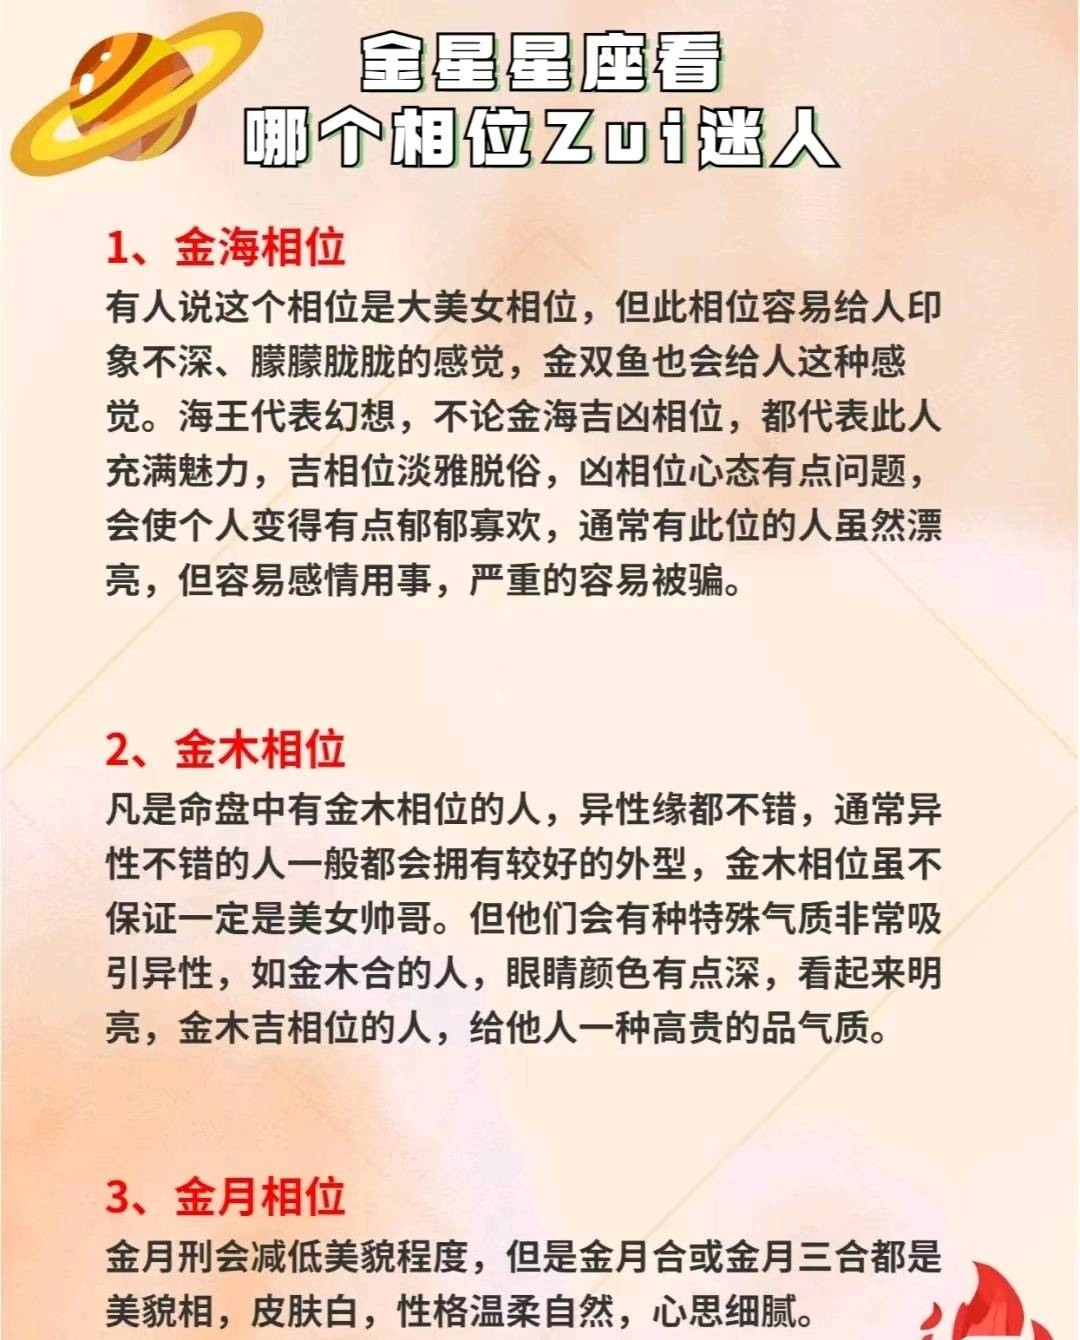 金星星座看
哪个相位Zui迷人
1、金海相位
有人说这个相位是大美女相位，但此相位容易给人印
象不深、朦朦胧胧的感觉，金双鱼也会给人这种感
觉。海王代表幻想，不论金海吉凶相位，都代表此人
充满魅力，吉相位淡雅脱俗，凶相位心态有点问题，
会使个人变得有点郁郁寡欢，通常有此位的人虽然漂
亮，但容易感情用事，严重的容易被骗。
2、金木相位
凡是命盘中有金木相位的人，异性缘都不错，通常异
性不错的人一般都会拥有较好的外型，金木相位虽不
保证一定是美女帅哥。但他们会有种特殊气质非常吸
引异性，如金木合的人，眼睛颜色有点深，看起来明
亮，金木吉相位的人，给他人一种高贵的品气质。
3、金月相位
金月刑会减低美貌程度，但是金月合或金月三合都是
美貌相，皮肤白，性格温柔自然，心思细腻。